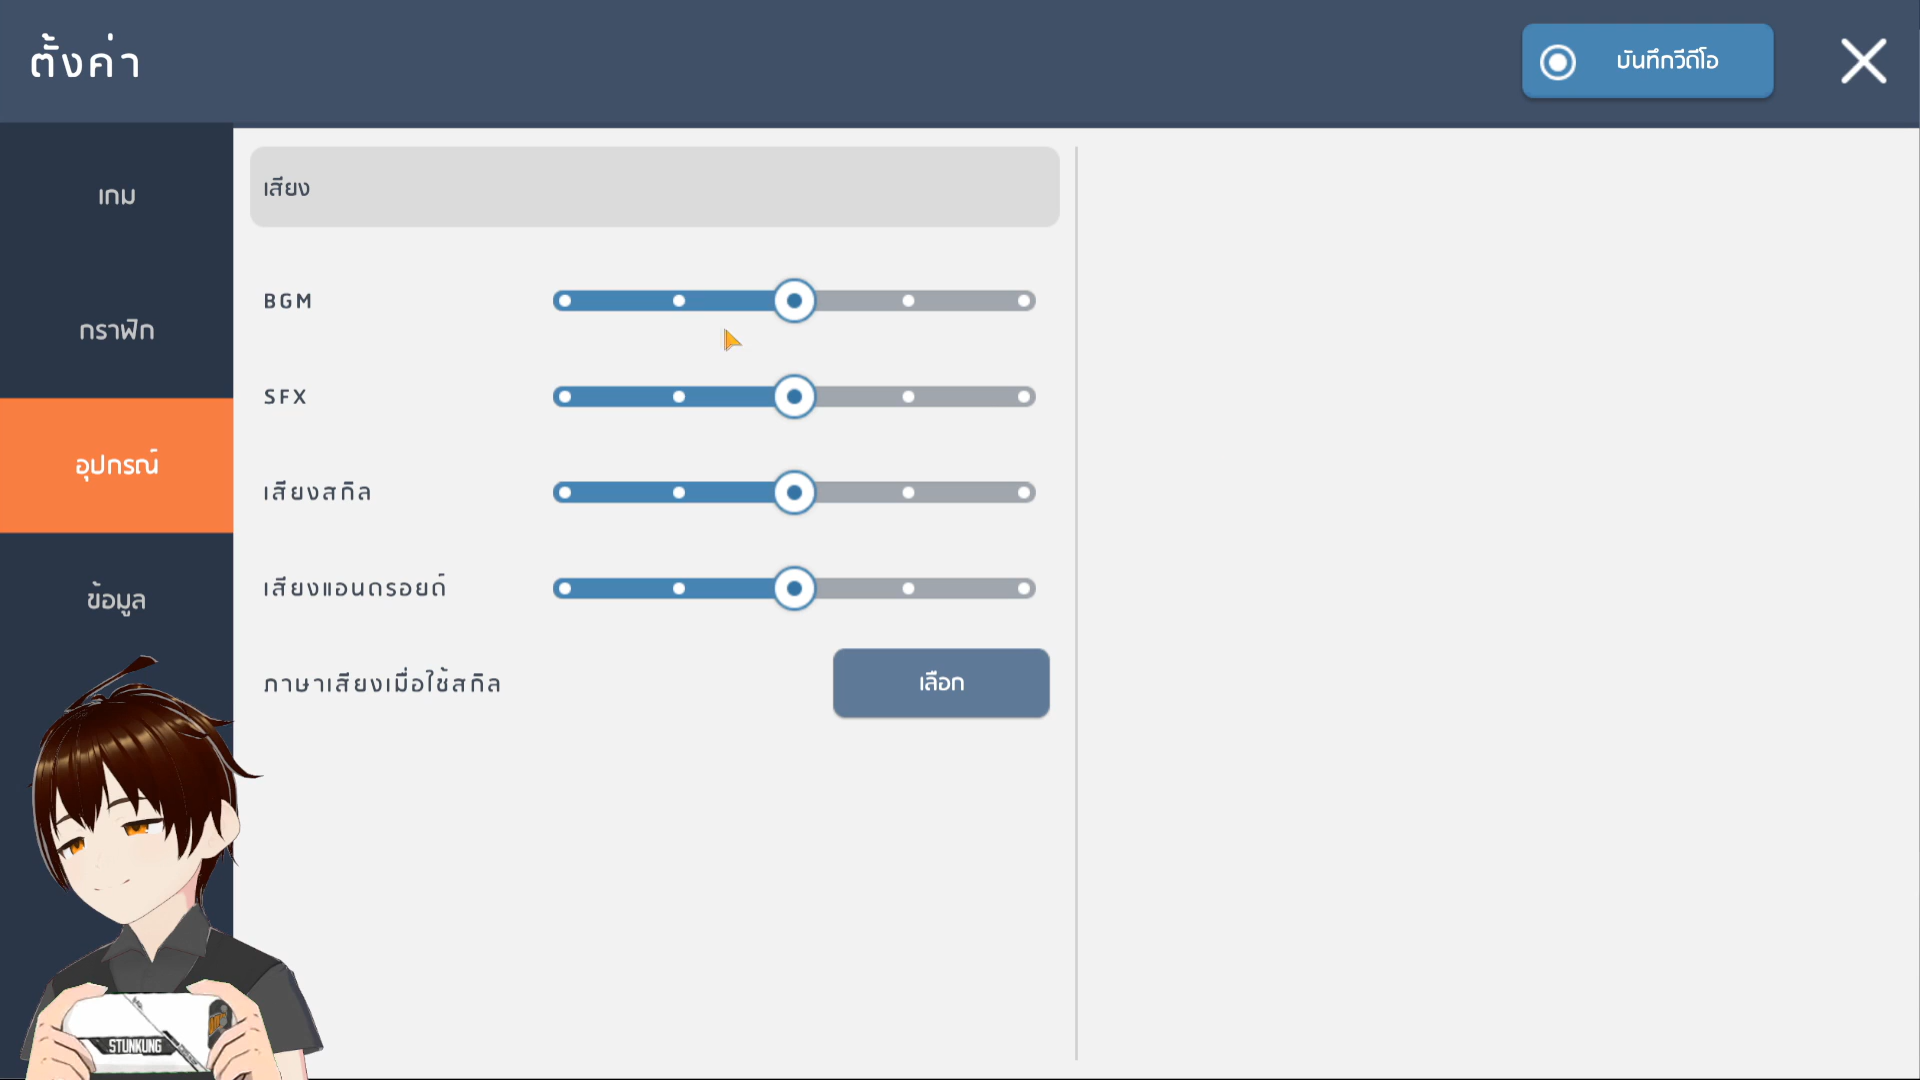 ตั้งค่า
บันทึกวีดีโอ
เกม
กราฟิก
อุปกรณ์
ข้อมูล
เสียง
BGM
SFX
เสียงสกิล
เสียงแอนดรอยด์
ภาษาเสียงเมื่อใช้สกิล
เลือก
STUNKUNG